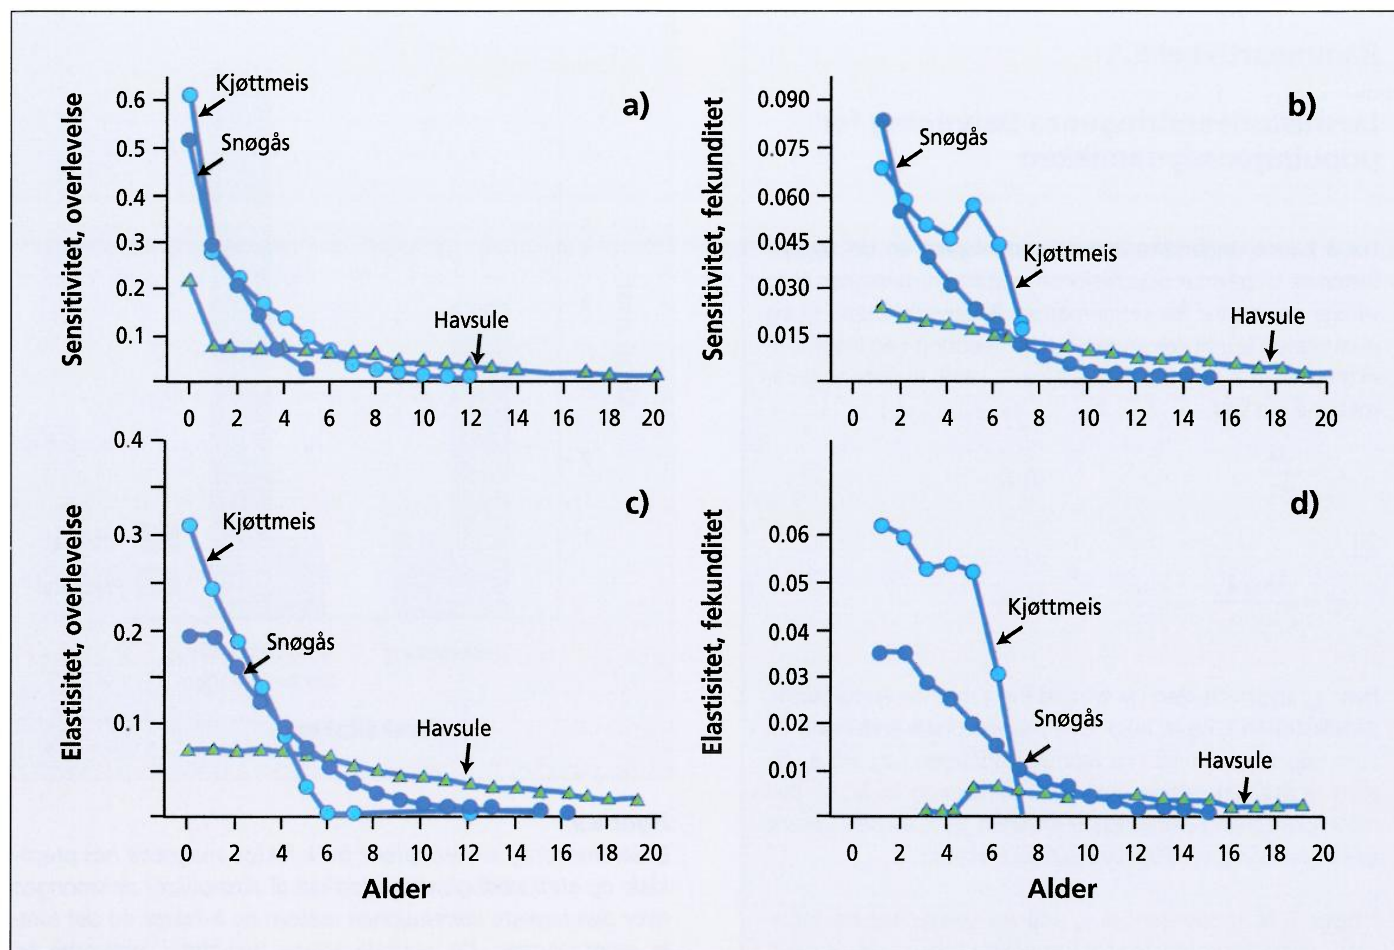 a)
Sensitivitet, overlevelse
0.6
0.5
0.4
0.3
0.2
0.1
Kjøttmeis
Snøgås
Havsule
0 2 4 6 8 10 12 14 16 18 20
b)
Sensitivitet, fekunditet
0.090
0.075
0.060
0.045
0.030
0.015
Snøgås
Kjøttmeis
Havsule
0 2 4 6 8 10 12 14 16 18 20
c)
Elastisitet, overlevelse
0.4
0.3
0.2
0.1
Kjøttmeis
Snøgås
Havsule
0 2 4 6 8 10 12 14 16 18 20
Alder
d)
Elastisitet, fekunditet
0.06
0.05
0.04
0.03
0.02
0.01
Kjøttmeis
Snøgås
Havsule
0 2 4 6 8 10 12 14 16 18 20
Alder